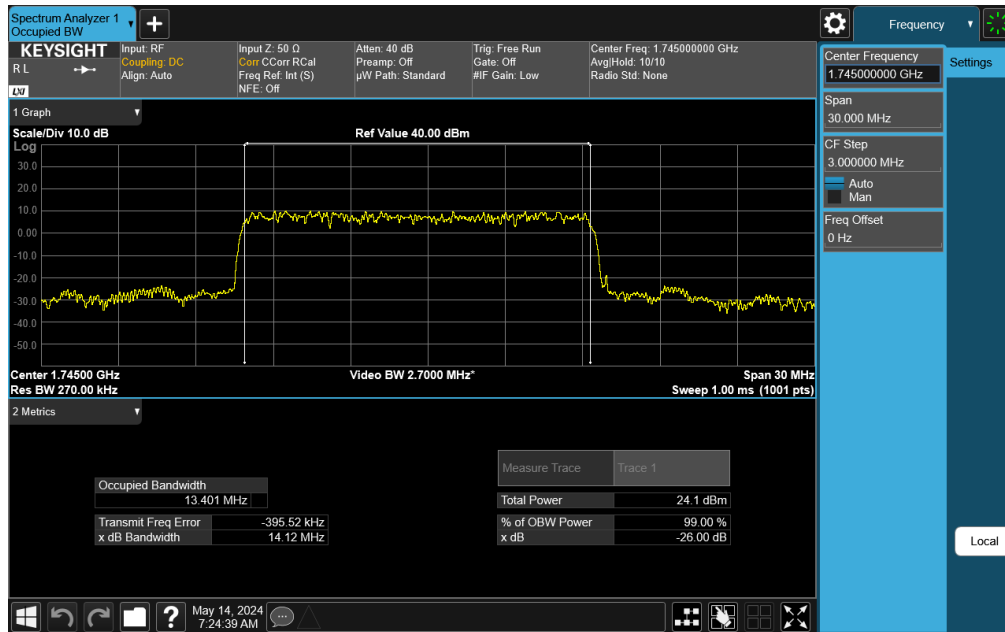 Spectrum Analyzer 1
Occupied BW
+
Frequency
KEYSIGHT
R L
LXI
Input: RF
Coupling: DC
Align: Auto
Input Z: 50 Ω
Corr CCorr RCal
Freq Ref: Int (S)
NFE: Off
Atten: 40 dB
Preamp: Off
µW Path: Standard
Trig: Free Run
Gate: Off
#IF Gain: Low
Center Freq: 1.745000000 GHz
Avg|Hold: 10/10
Radio Std: None
Center Frequency
1.745000000 GHz
Settings
Span
30.000 MHz
CF Step
3.000000 MHz
Auto
Man
Freq Offset
0 Hz
Local
1 Graph
Scale/Div 10.0 dB
Ref Value 40.00 dBm
Log
30.0
20.0
10.0
0.00
-10.0
-20.0
-30.0
-40.0
-50.0
Center 1.74500 GHz
Video BW 2.7000 MHz*
Span 30 MHz
Res BW 270.00 kHz
Sweep 1.00 ms (1001 pts)
2 Metrics
Measure Trace Trace 1
Occupied Bandwidth
13.401 MHz
Total Power 24.1 dBm
Transmit Freq Error -395.52 kHz
% of OBW Power 99.00 %
x dB Bandwidth 14.12 MHz
x dB -26.00 dB
?
May 14, 2024
7:24:39 AM